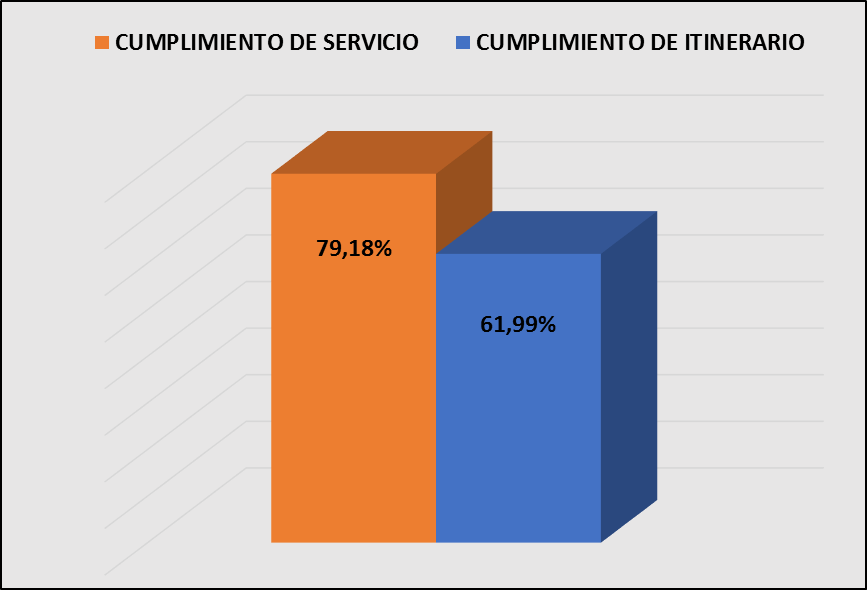 CUMPLIMIENTO DE SERVICIO CUMPLIMIENTO DE ITINERARIO
79,18%
61,99%